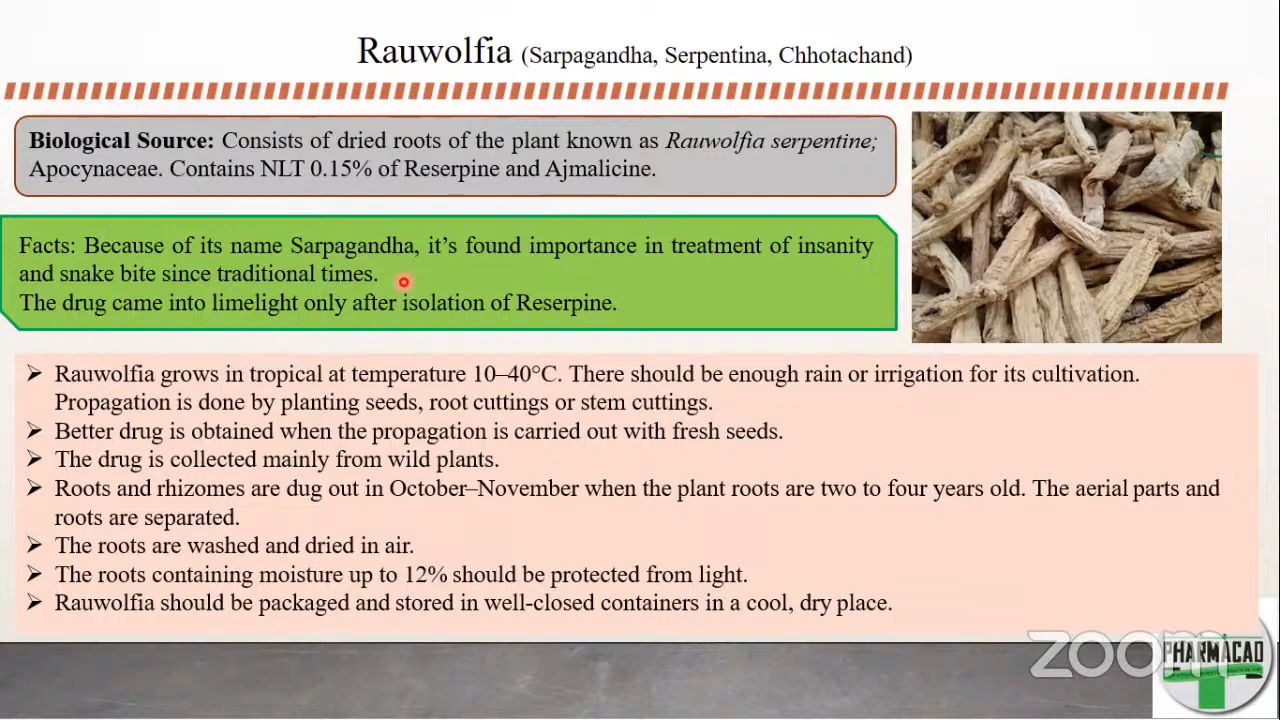 Rauwolfia (Sarpagandha, Serpentina, Chhotachand)
Biological Source: Consists of dried roots of the plant known as Rauwolfia serpentine;
Apocynaceae. Contains NLT 0.15% of Reserpine and Ajmalicine.
Facts: Because of its name Sarpagandha, it’s found importance in treatment of insanity
and snake bite since traditional times.
The drug came into limelight only after isolation of Reserpine.
➢ Rauwolfia grows in tropical at temperature 10–40°C. There should be enough rain or irrigation for its cultivation.
Propagation is done by planting seeds, root cuttings or stem cuttings.
➢ Better drug is obtained when the propagation is carried out with fresh seeds.
➢ The drug is collected mainly from wild plants.
➢ Roots and rhizomes are dug out in October–November when the plant roots are two to four years old. The aerial parts and
roots are separated.
➢ The roots are washed and dried in air.
➢ The roots containing moisture up to 12% should be protected from light.
➢ Rauwolfia should be packaged and stored in well-closed containers in a cool, dry place.
zoom
PHARMACAD